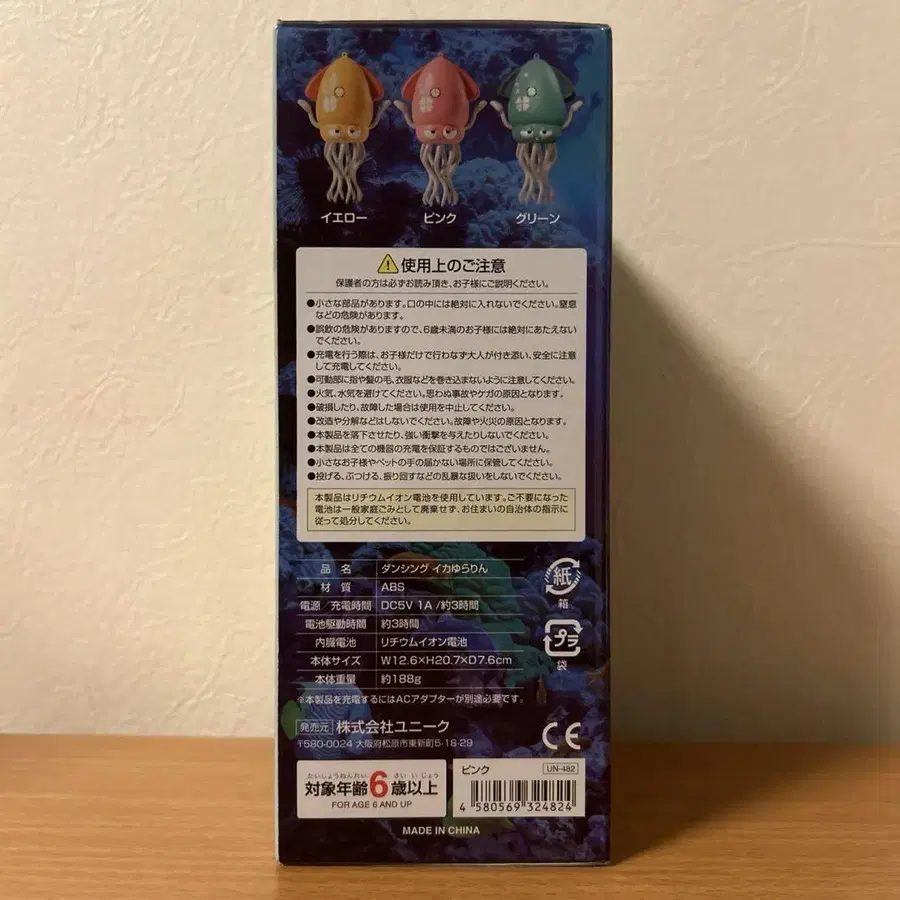 イエロー ピンク グリーン
使用上のご注意
保護者の方は必ずお読み頂き、お子様にご説明ください。
●小さな部品があります。口の中には絶対に入れないでください。窒息
などの危険があります。
●誤飲の危険がありますので、6歳未満のお子様には絶対にあたえない
でください。
●充電を行う際は、お子様だけで行わなず大人が付き添い、安全に注意
して充電してください。
●可動部に指や髪の毛、衣服などを巻き込まないように注意してください。
●火気、水気を避けてください。思わぬ事故やケガの原因となります。
●破損したり、故障した場合は使用を中止してください。
●改造や分解などはしないでください。故障や火災の原因となります。
●本製品を落下させたり、強い衝撃を与えたりしないでください。
●本製品は全ての機器の充電を保証するものではございません。
●小さなお子様やペットの手の届かない場所に保管してください。
●投げる、ぶつける、振り回すなどの乱暴な扱いをしないでください。
本製品はリチウムイオン電池を使用しています。ご不要になった
電池は一般家庭ごみとして廃棄せず、お住まいの自治体の指示に
従って処分してください。
品 名 ダンシング イカゆらりん
材 質 ABS
電源/充電時間 DC5V 1A /約3時間
電池駆動時間 約3時間
内臓電池 リチウムイオン電池
本体サイズ W12.6×H20.7×D7.6cm
本体重量 約188g
※本製品を充電するにはACアダプターが別途必要です。
紙
箱
プラ
袋
発売元 株式会社ユニーク
〒580-0024 大阪府松原市東新町5-18-29
CE
たいしょうねんれい さい い じょう
対象年齢6歳以上
FOR AGE 6 AND UP
ピンク UN-482
4 580569 324824
MADE IN CHINA